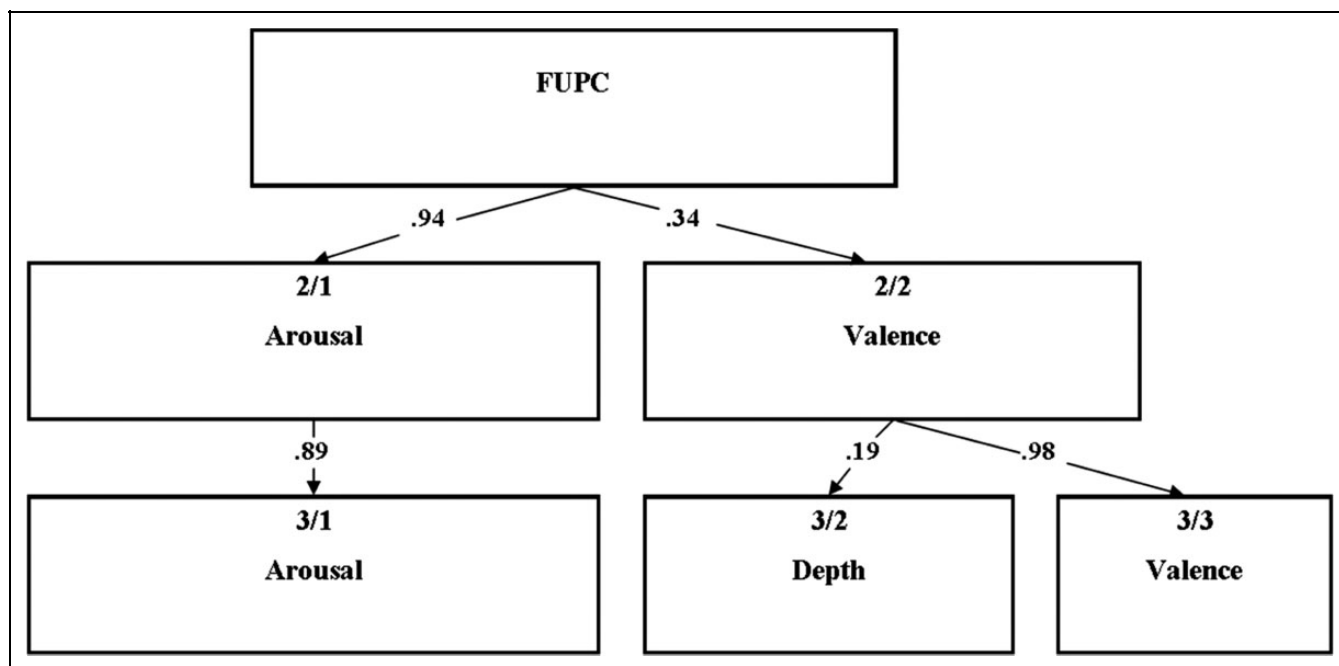 FUPC
.94 .34
2/1 2/2
Arousal Valence
.89 .19 .98
3/1 3/2 3/3
Arousal Depth Valence